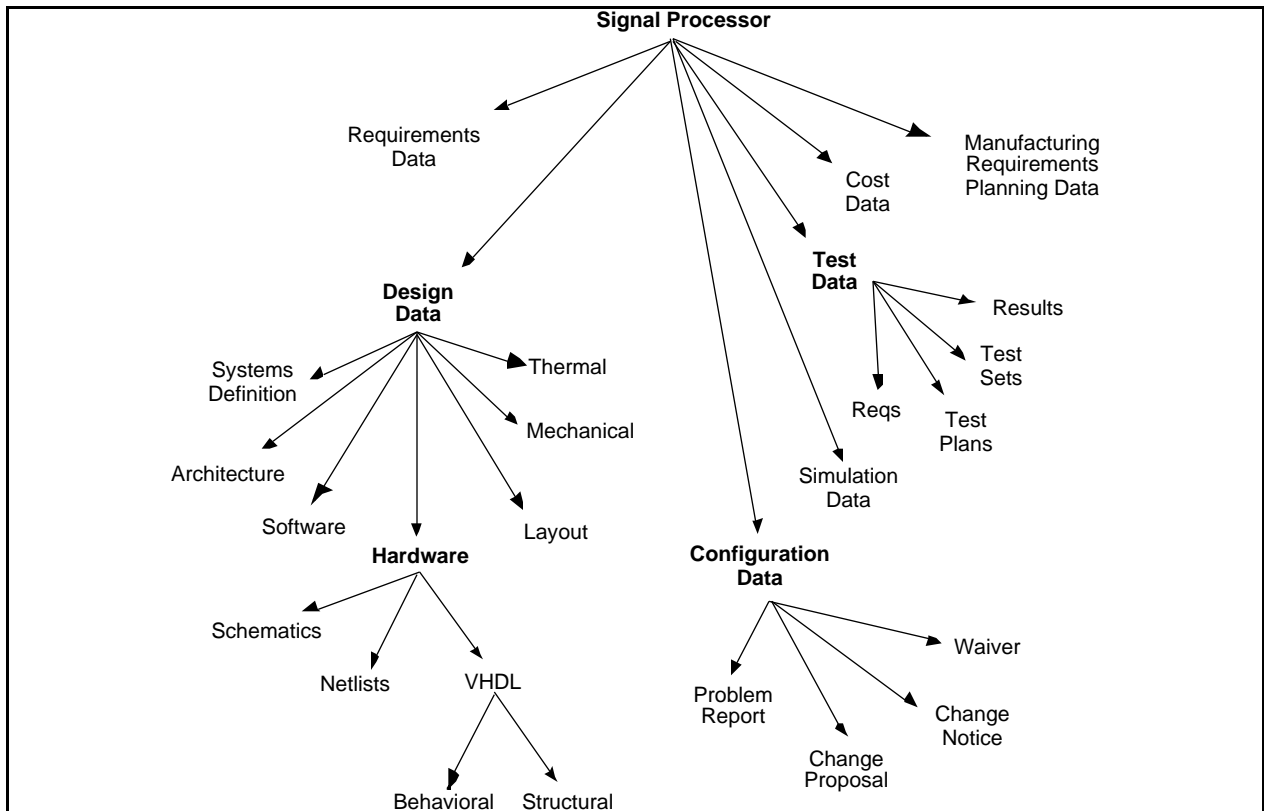 Signal Processor
Requirements
Data
Manufacturing
Requirements
Planning Data
Cost
Data
Test
Data
Design
Data
Results
Systems
Definition
Thermal
Test
Sets
Reqs
Test
Plans
Mechanical
Architecture
Simulation
Data
Software
Layout
Hardware
Configuration
Data
Schematics
Netlists
VHDL
Waiver
Problem
Report
Change
Notice
Change
Proposal
Behavioral
Structural